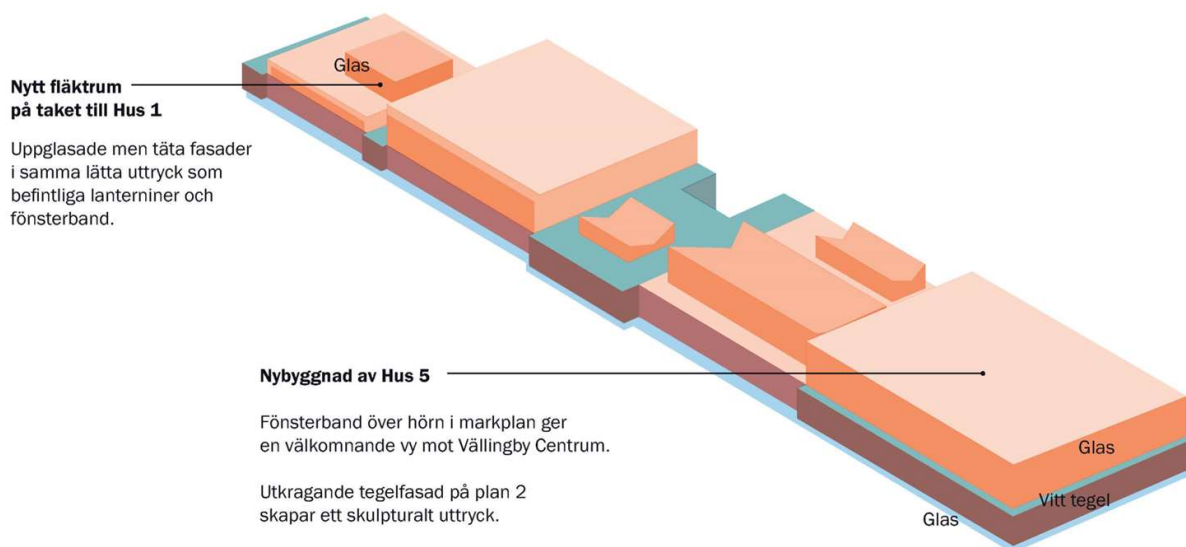 Glas
Nytt fläktrum
på taket till Hus 1
Uppglasade men täta fasader
i samma lätta uttryck som
befintliga lanterniner och
fönsterband.
Nybyggnad av Hus 5
Fönsterband över hörn i markplan ger
en välkomnande vy mot Vällingby Centrum.
Utkragande tegelfasad på plan 2
skapar ett skulpturalt uttryck.
Glas
Vitt tegel
Glas